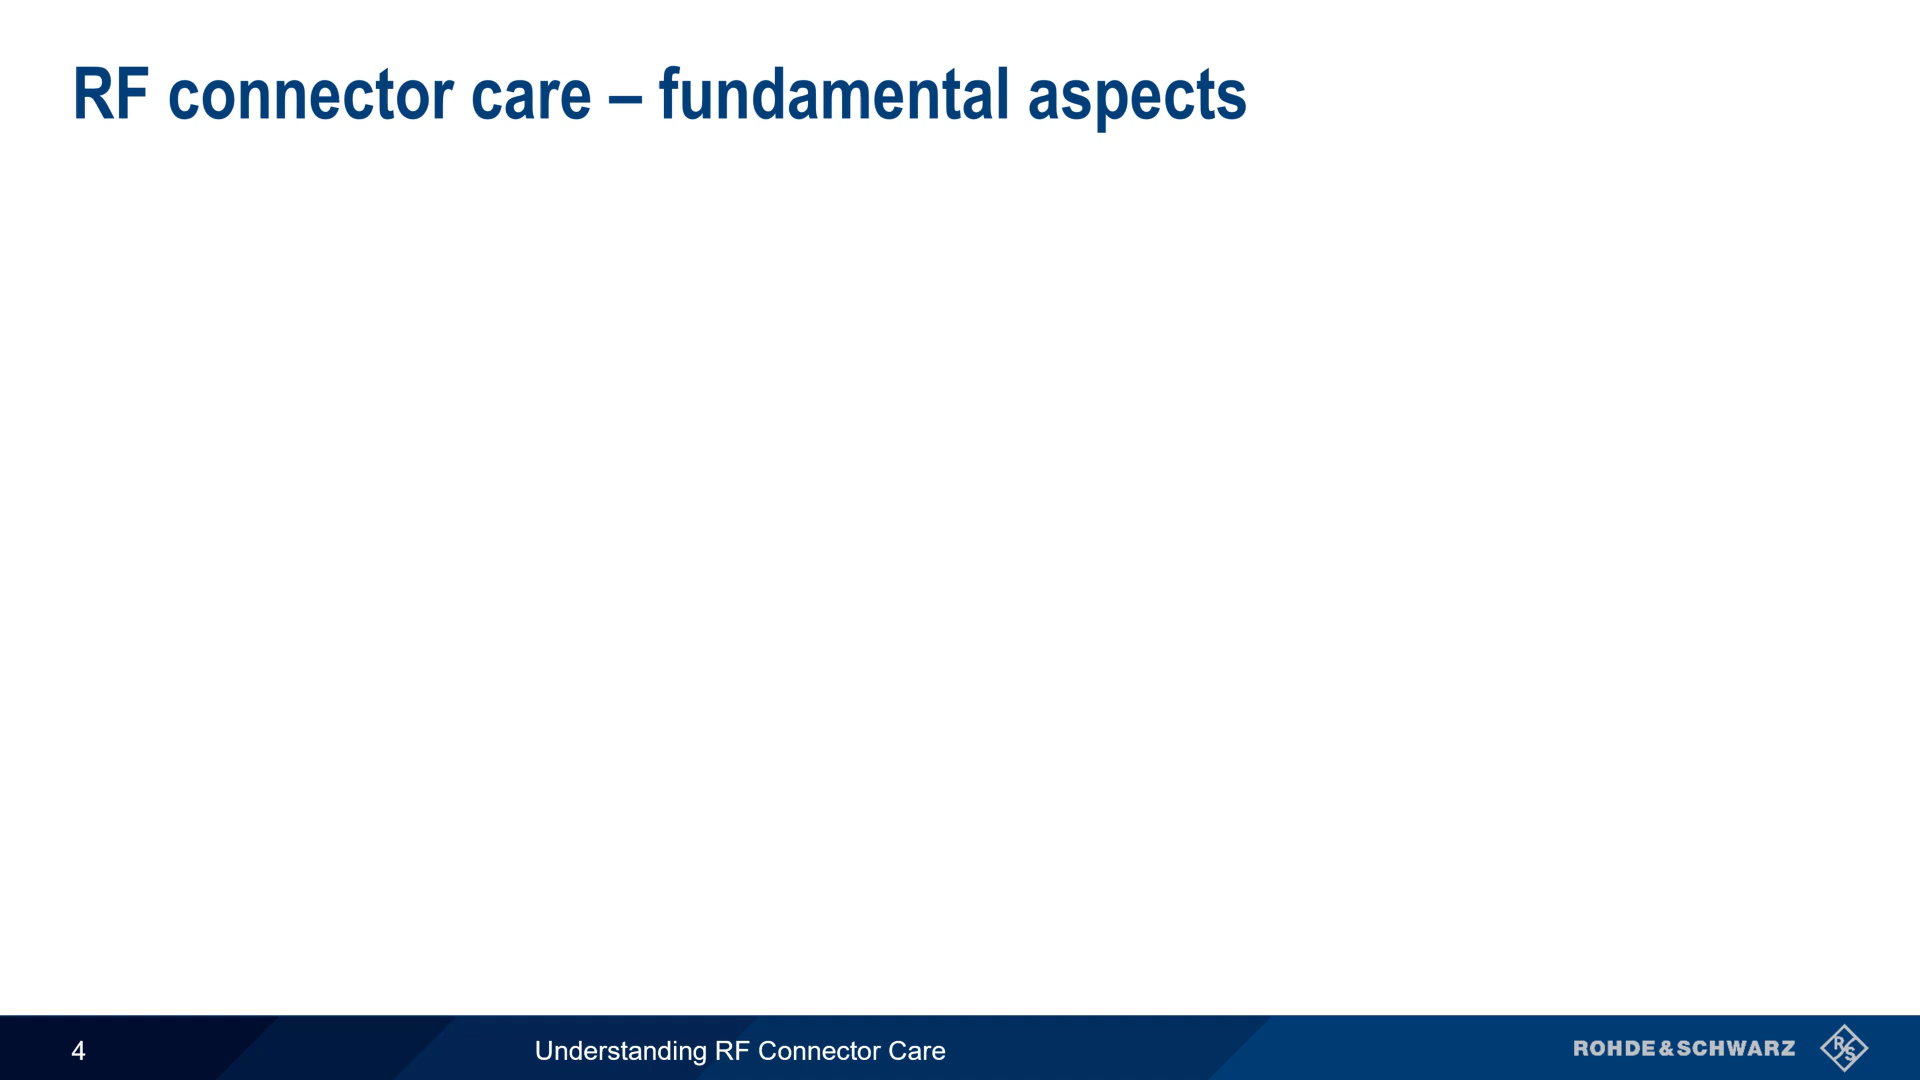 RF connector care – fundamental aspects
4
Understanding RF Connector Care
ROHDE&SCHWARZ
R
S